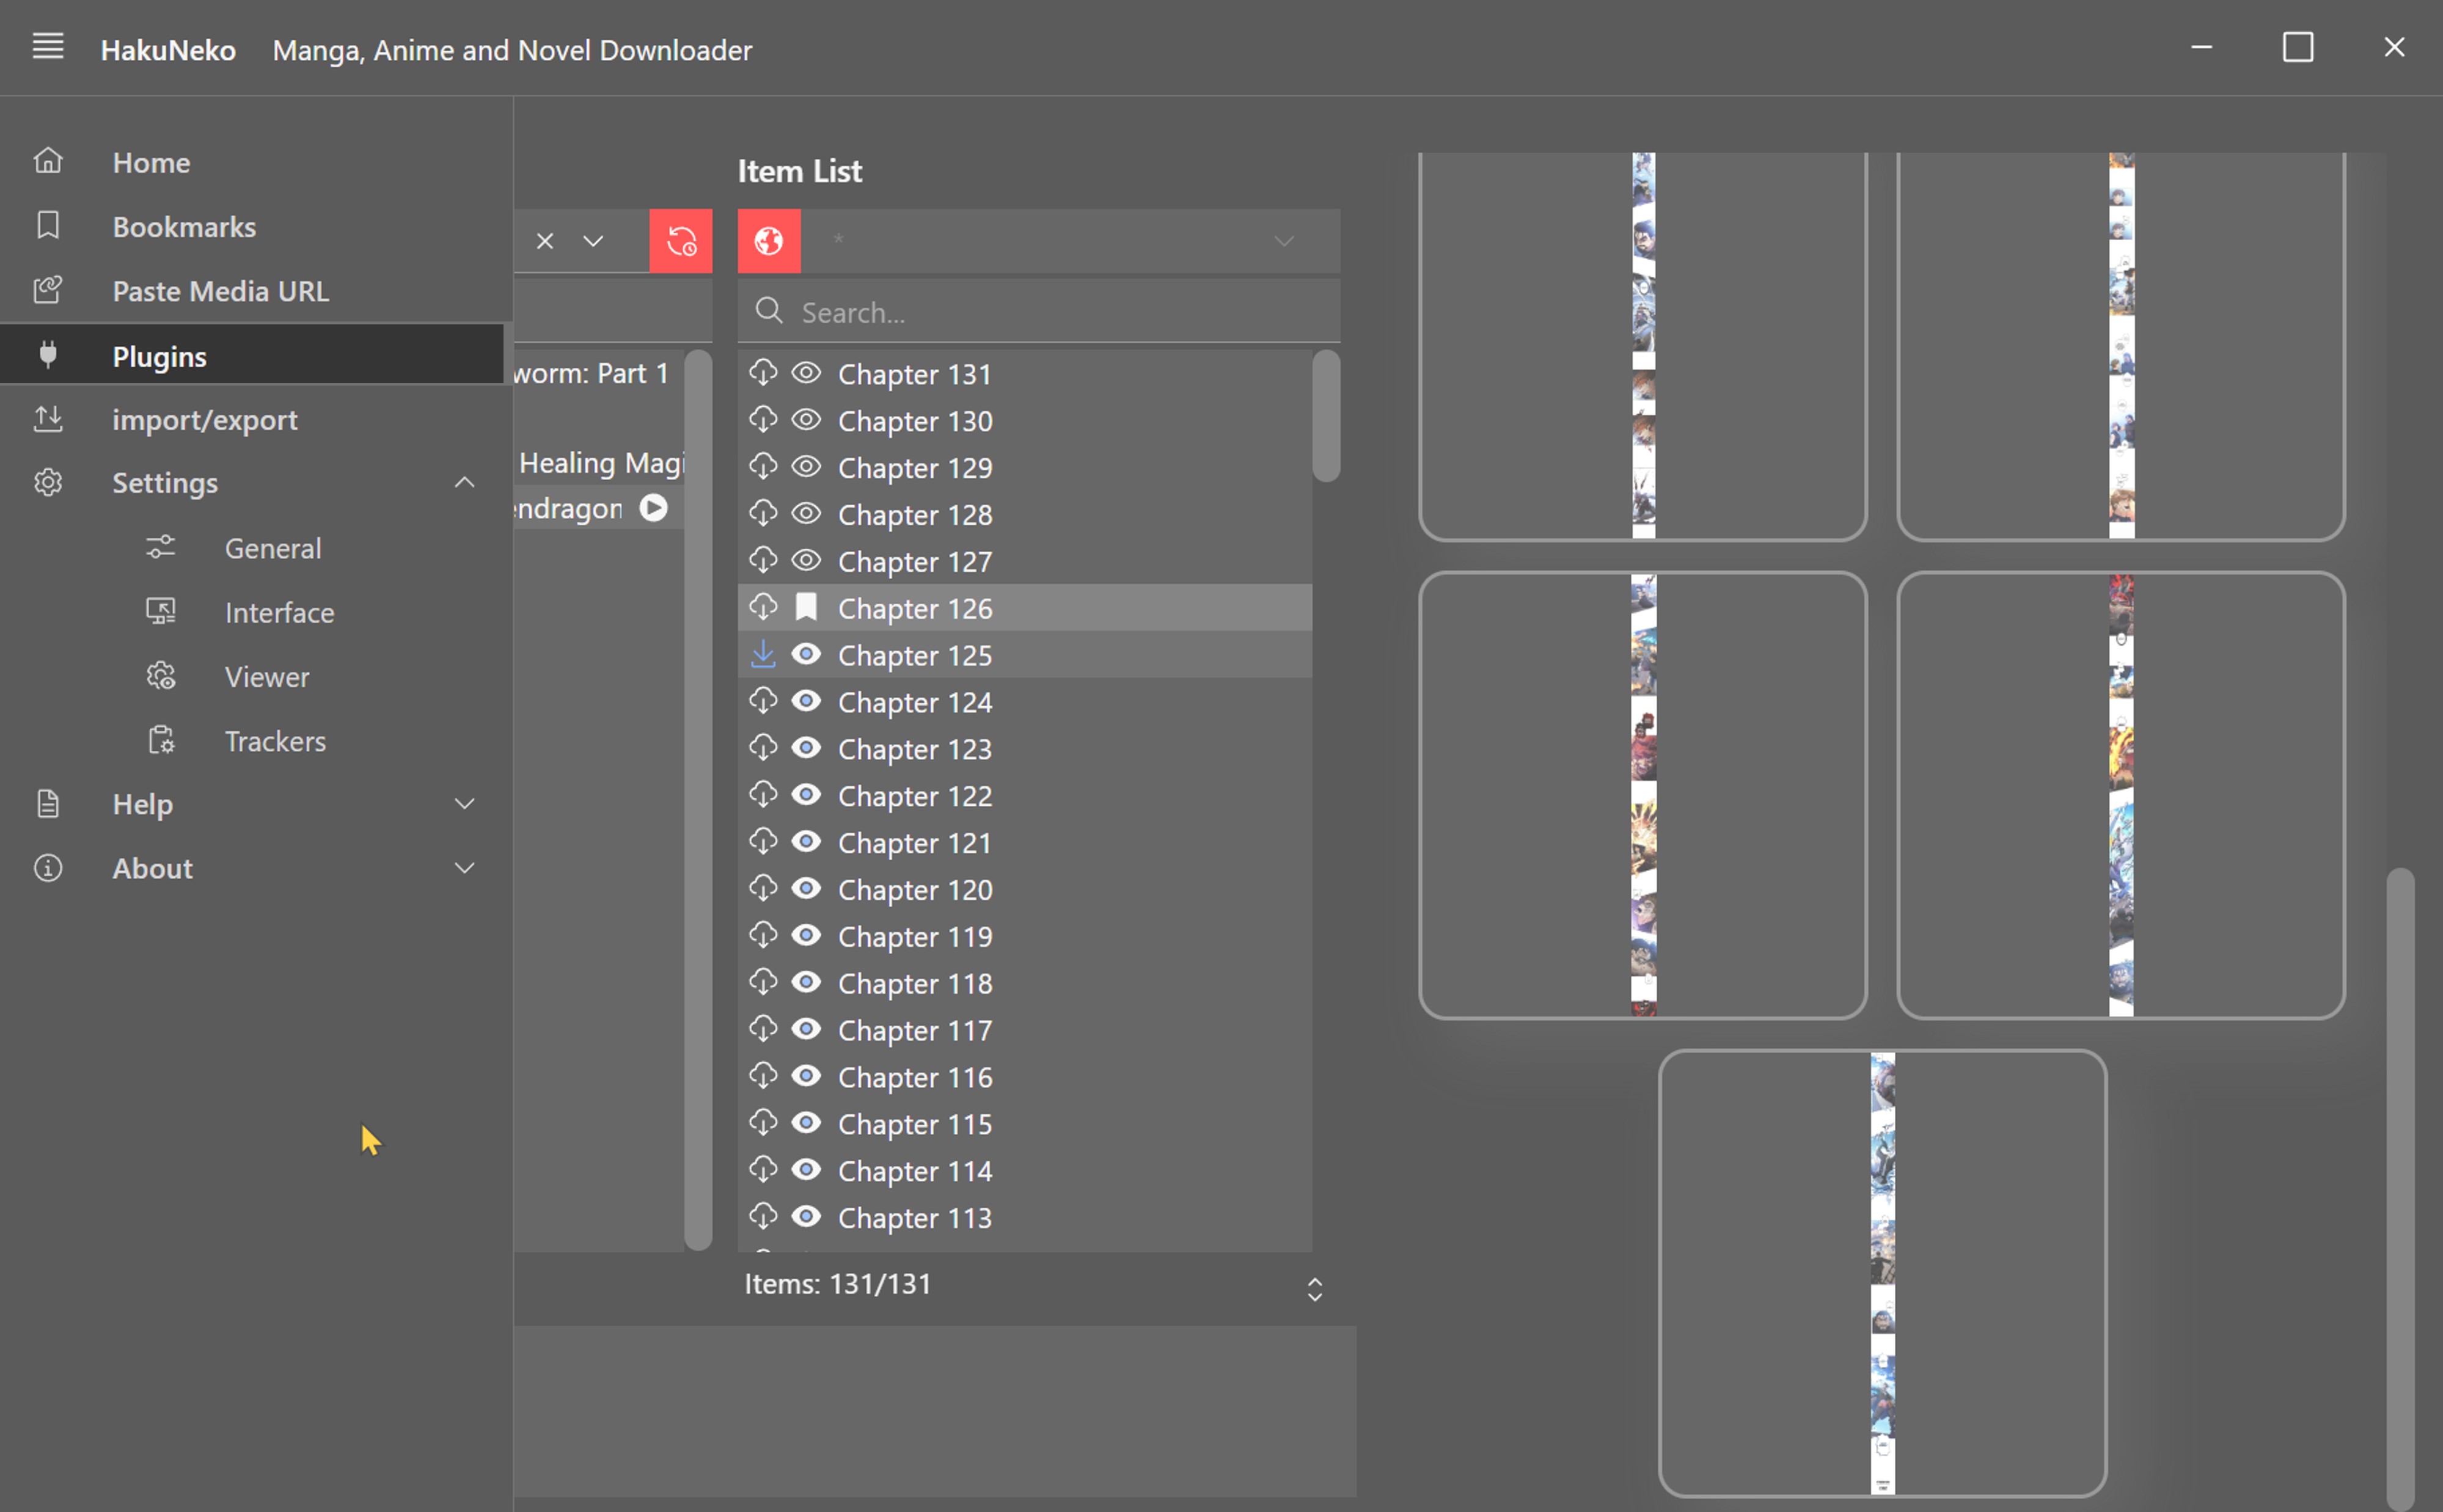 HakuNeko Manga, Anime and Novel Downloader
Home
Bookmarks
Paste Media URL
Plugins
import/export
Settings
General
Interface
Viewer
Trackers
Help
About
worm: Part 1
Healing Magi
endragon
Item List
*
Search...
Chapter 131
Chapter 130
Chapter 129
Chapter 128
Chapter 127
Chapter 126
Chapter 125
Chapter 124
Chapter 123
Chapter 122
Chapter 121
Chapter 120
Chapter 119
Chapter 118
Chapter 117
Chapter 116
Chapter 115
Chapter 114
Chapter 113
Items: 131/131